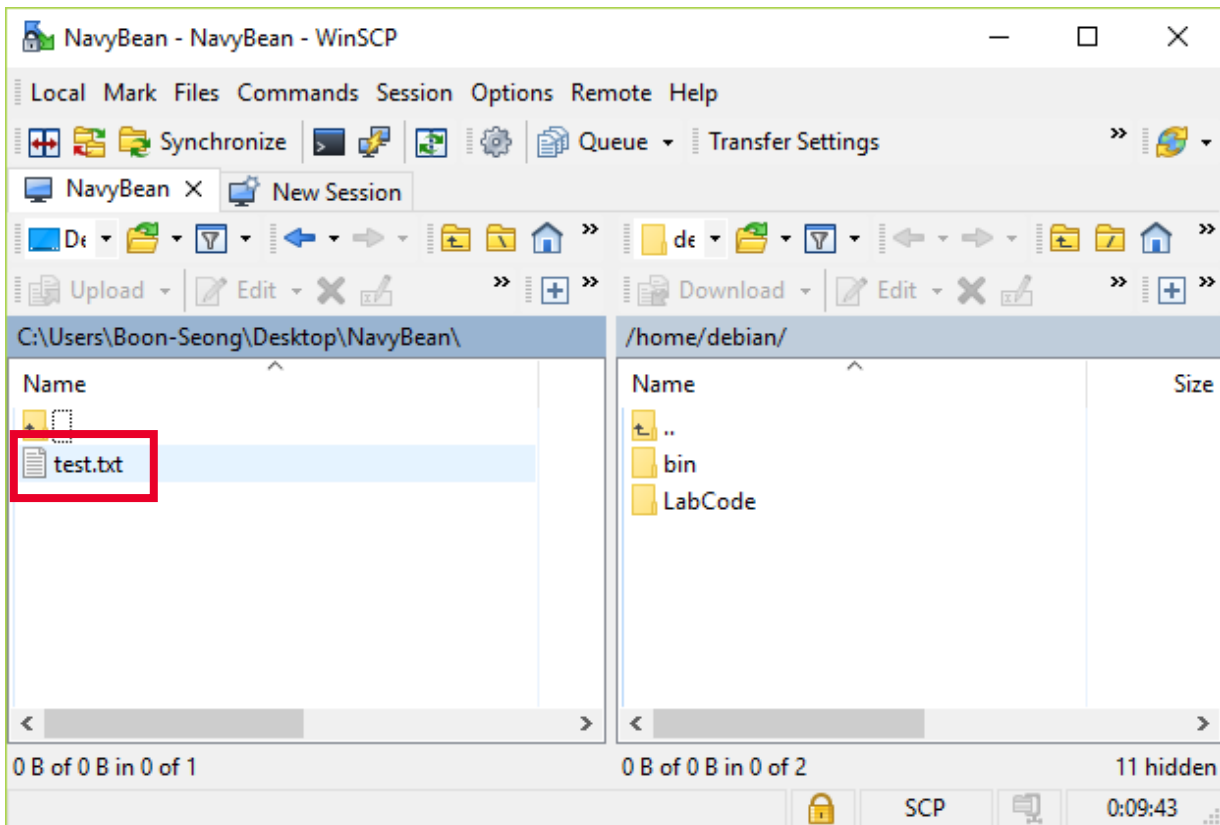 NavyBean - NavyBean - WinSCP
Local Mark Files Commands Session Options Remote Help
Synchronize Queue Transfer Settings »
NavyBean New Session
De » de »
Upload Edit » » Download Edit » »
C:\Users\Boon-Seong\Desktop\NavyBean\ /home/debian/
Name Name Size
..
test.txt bin
LabCode
0 B of 0 B in 0 of 1 0 B of 0 B in 0 of 2 11 hidden
SCP 0:09:43